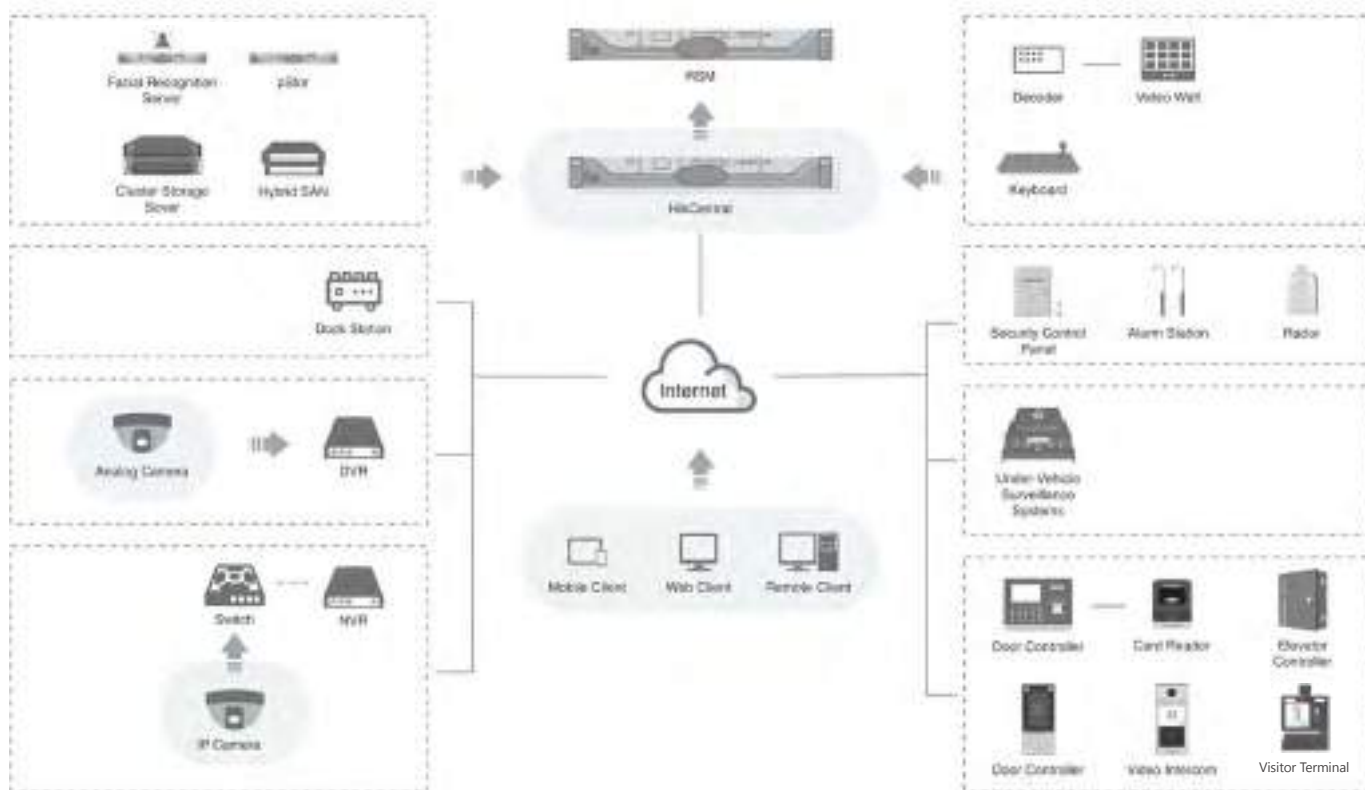 Facial Recognition
Server
pStor
Cluster Storage
Sever
Hybrid SAN
RSM
HikCentral
Decoder
Video Wall
Keyboard
Dock Station
Security Control
Panel
Alarm Station
Radar
Internet
Analog Camera
DVR
Under-Vehicle
Surveillance
Systems
Mobile Client
Web Client
Remote Client
Switch
NVR
IP Camera
Door Controller
Card Reader
Elevator
Controller
Door Controller
Video Intercom
Visitor Terminal